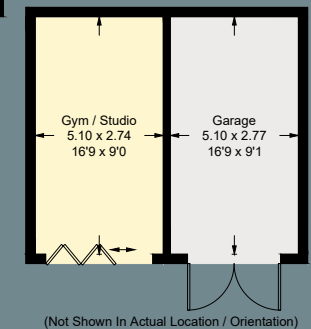 Gym / Studio
5.10 x 2.74
16'9 x 9'0
Garage
5.10 x 2.77
16'9 x 9'1
(Not Shown In Actual Location / Orientation)